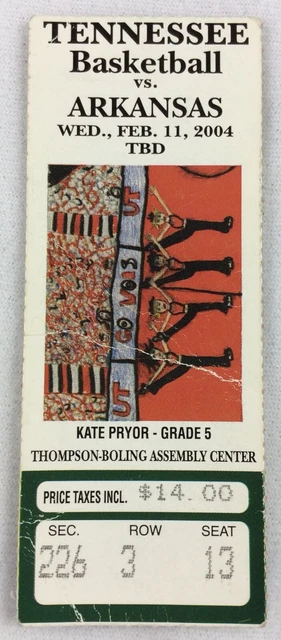 TENNESSEE
Basketball
vs.
ARKANSAS
WED., FEB. 11, 2004
TBD
UT
GO VOLS
UT
KATE PRYOR - GRADE 5
THOMPSON-BOLING ASSEMBLY CENTER
PRICE TAXES INCL. $14.00
SEC. ROW SEAT
226 3 13